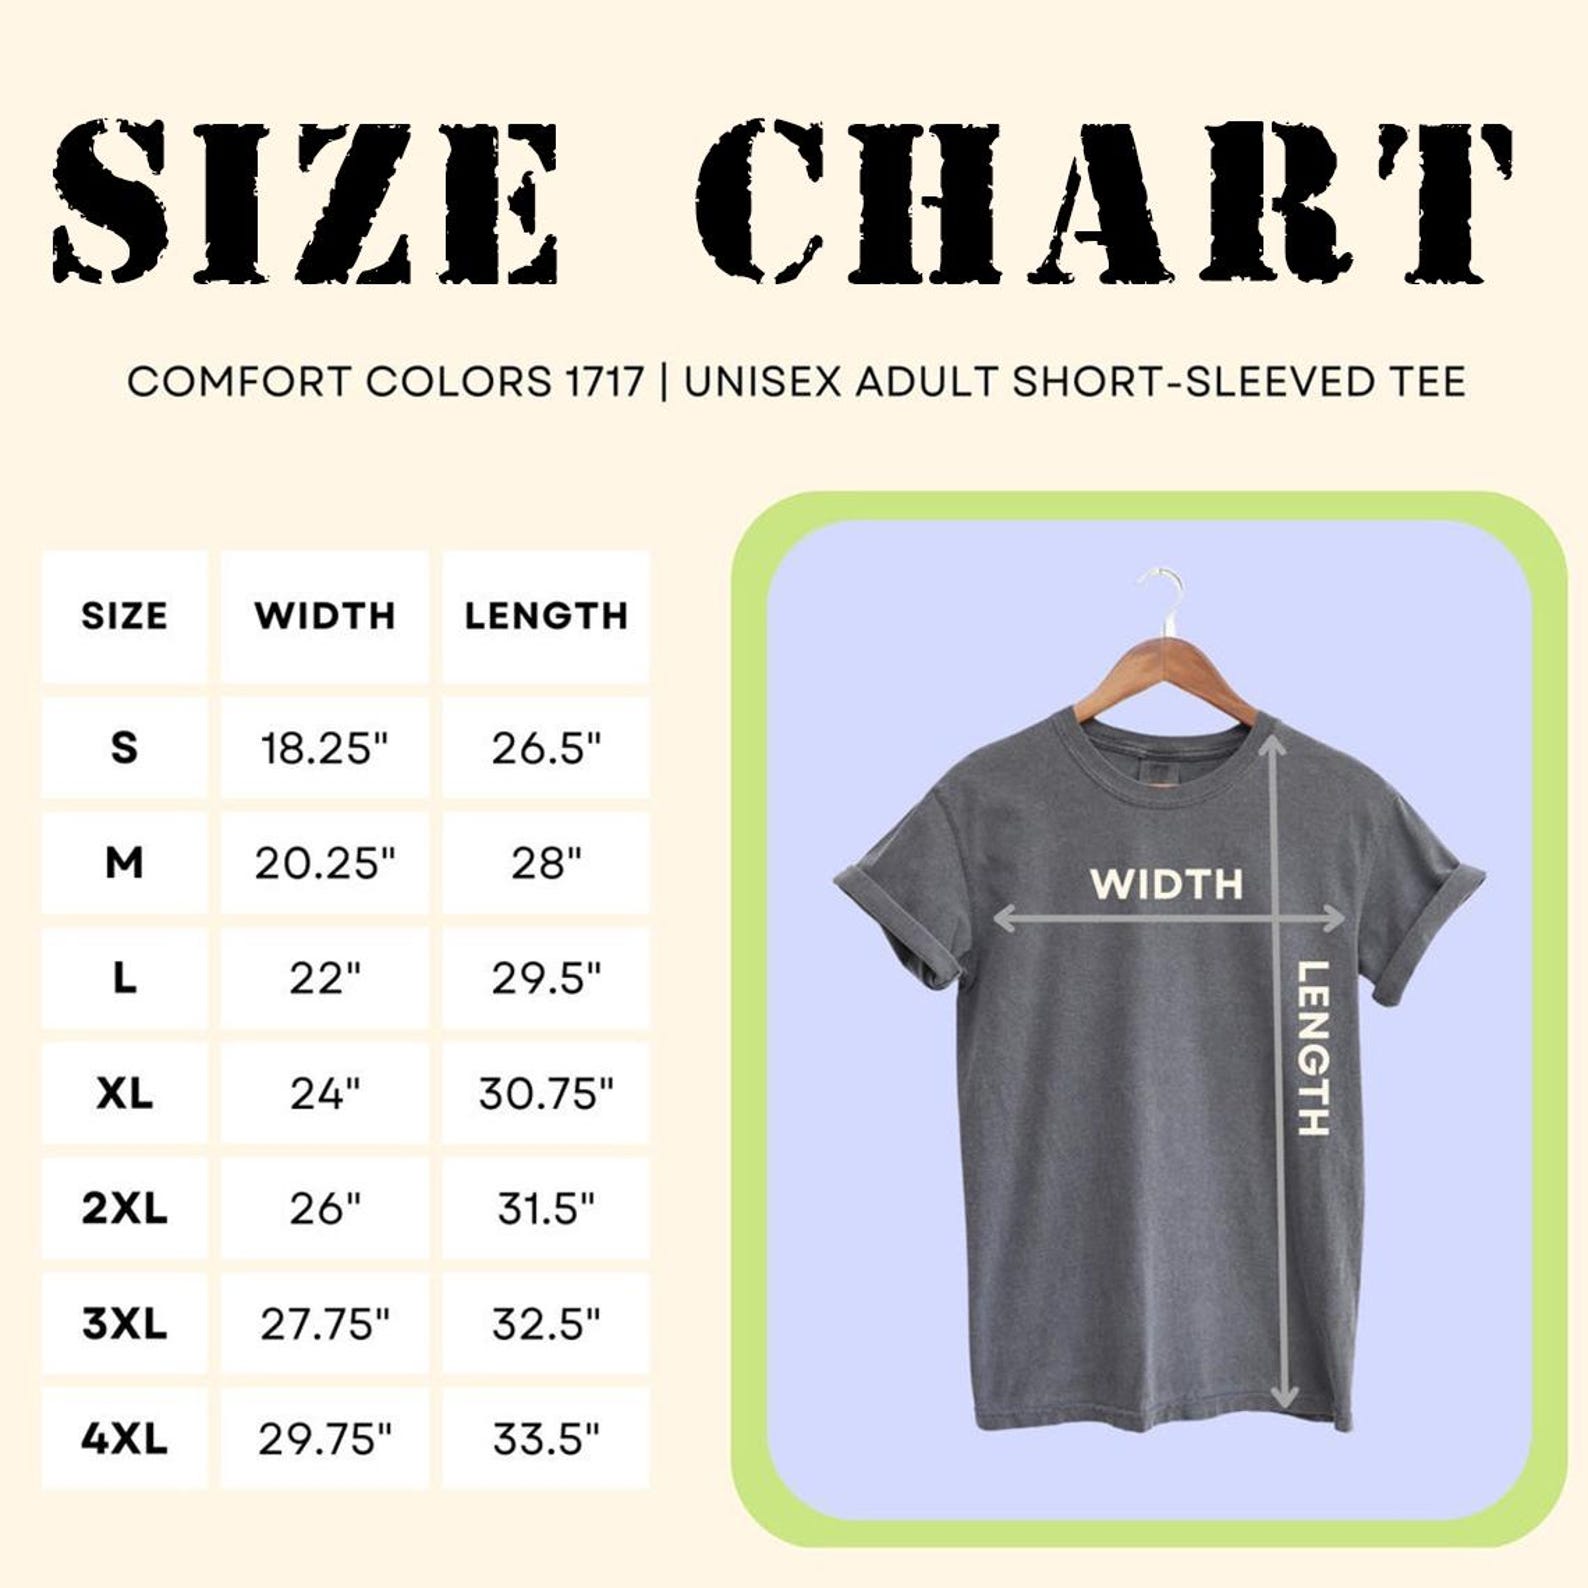 SIZE CHART
COMFORT COLORS 1717 | UNISEX ADULT SHORT-SLEEVED TEE
SIZE WIDTH LENGTH
S 18.25" 26.5"
M 20.25" 28"
L 22" 29.5"
XL 24" 30.75"
2XL 26" 31.5"
3XL 27.75" 32.5"
4XL 29.75" 33.5"
WIDTH
LENGTH